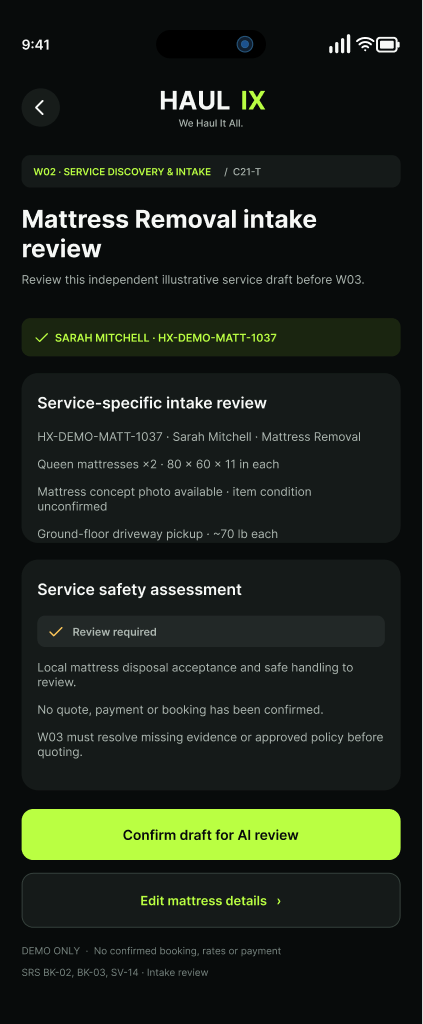 9:41
HAUL IX
We Haul It All.
W02 · SERVICE DISCOVERY & INTAKE / C21-T
Mattress Removal intake
review
Review this independent illustrative service draft before W03.
SARAH MITCHELL · HX-DEMO-MATT-1037
Service-specific intake review
HX-DEMO-MATT-1037 · Sarah Mitchell · Mattress Removal
Queen mattresses ×2 · 80 × 60 × 11 in each
Mattress concept photo available · item condition
unconfirmed
Ground-floor driveway pickup · ~70 lb each
Service safety assessment
Review required
Local mattress disposal acceptance and safe handling to
review.
No quote, payment or booking has been confirmed.
W03 must resolve missing evidence or approved policy before
quoting.
Confirm draft for AI review
Edit mattress details ›
DEMO ONLY · No confirmed booking, rates or payment
SRS BK-02, BK-03, SV-14 · Intake review